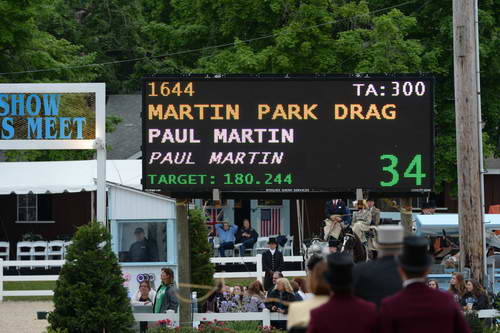 SHOW
S MEET
1644 TA:300
MARTIN PARK DRAG
PAUL MARTIN
PAUL MARTIN
TARGET: 180.244 34